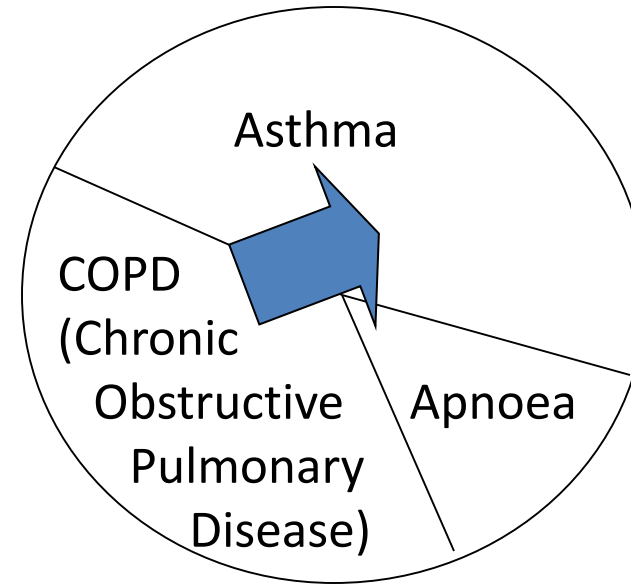 Asthma
COPD
(Chronic
Obstructive
Pulmonary
Disease)
Apnoea